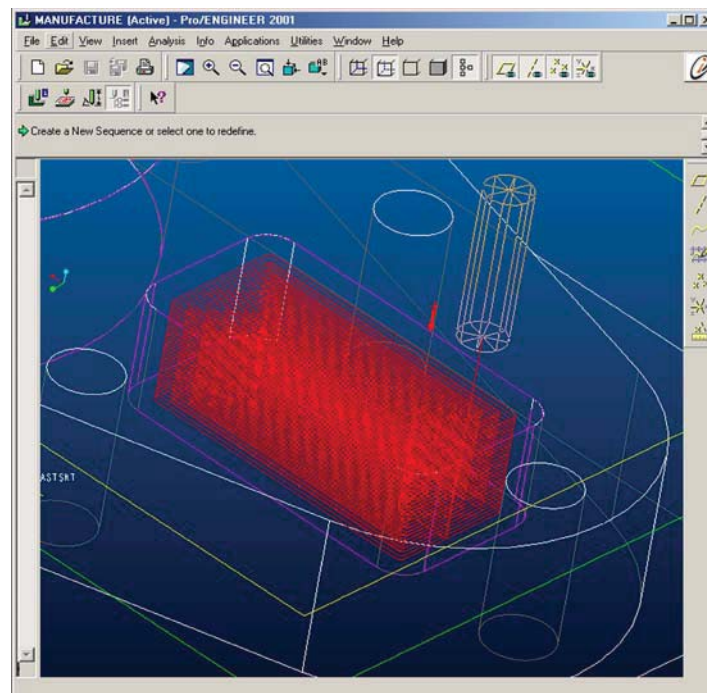 MANUFACTURE (Active) - Pro/ENGINEER 2001
File Edit View Insert Analysis Info Applications Utilities Window Help
Create a New Sequence or select one to redefine.
ASTSRT